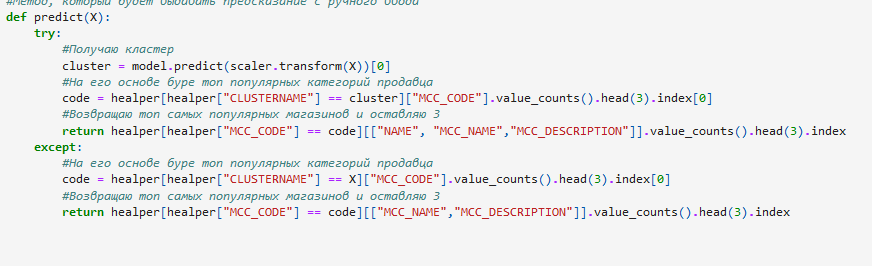 #Метод, который будет выдавать предсказание с ручного ввода
def predict(X):
try:
#Получаю кластер
cluster = model.predict(scaler.transform(X))[0]
#На его основе буре топ популярных категорий продавца
code = healper[healper["CLUSTERNAME"] == cluster]["MCC_CODE"].value_counts().head(3).index[0]
#Возвращаю топ самых популярных магазинов и оставляю 3
return healper[healper["MCC_CODE"] == code][["NAME", "MCC_NAME","MCC_DESCRIPTION"]].value_counts().head(3).index
except:
#На его основе буре топ популярных категорий продавца
code = healper[healper["CLUSTERNAME"] == X]["MCC_CODE"].value_counts().head(3).index[0]
#Возвращаю топ самых популярных магазинов и оставляю 3
return healper[healper["MCC_CODE"] == code][["MCC_NAME","MCC_DESCRIPTION"]].value_counts().head(3).index